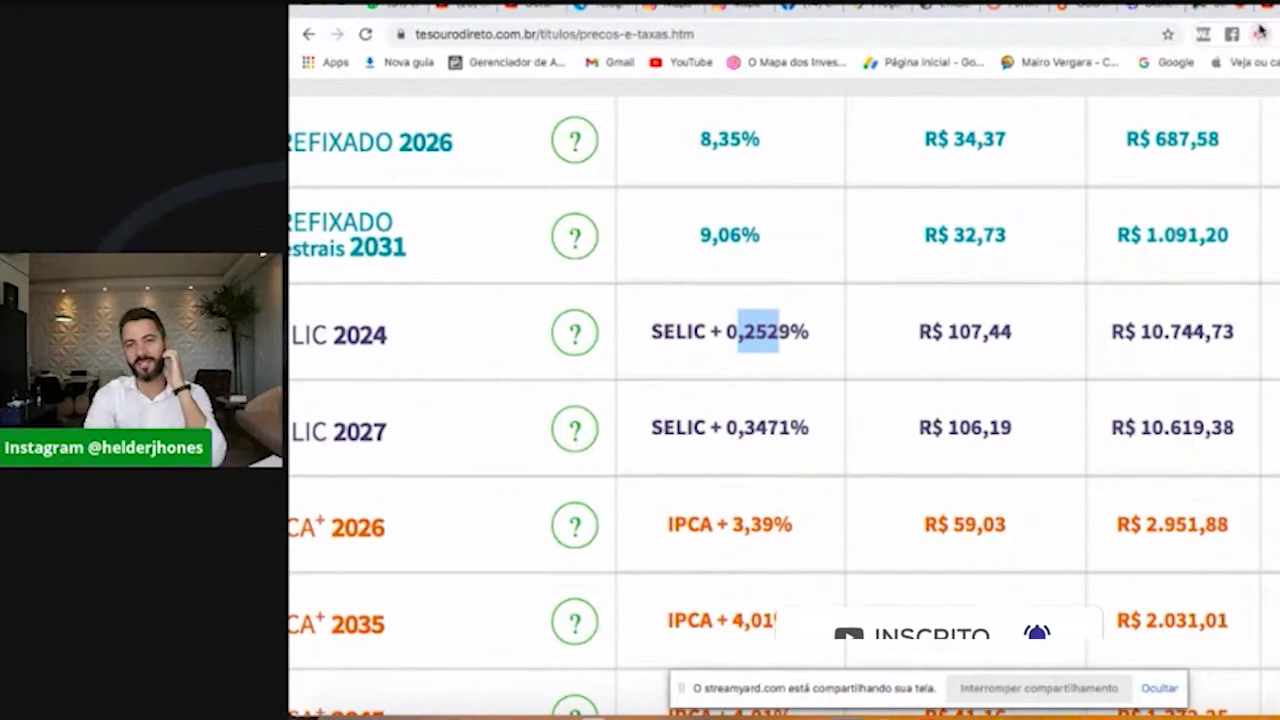 tesourodireto.com.br/titulos/precos-e-taxas.htm
Apps Nova guia Gerenciador de A... Gmail YouTube O Mapa dos Inves... Página inicial - Go... Mairo Vergara - C... Google Veja ou ca
REFIXADO 2026 ? 8,35% R$ 34,37 R$ 687,58
REFIXADO
estrais 2031 ? 9,06% R$ 32,73 R$ 1.091,20
LIC 2024 ? SELIC + 0,2529% R$ 107,44 R$ 10.744,73
LIC 2027 ? SELIC + 0,3471% R$ 106,19 R$ 10.619,38
CA+ 2026 ? IPCA + 3,39% R$ 59,03 R$ 2.951,88
CA+ 2035 ? IPCA + 4,01 R$ 2.031,01
INSCRITO
Instagram @helderjhones
O streamyard.com está compartilhando sua tela. Interromper compartilhamento Ocultar